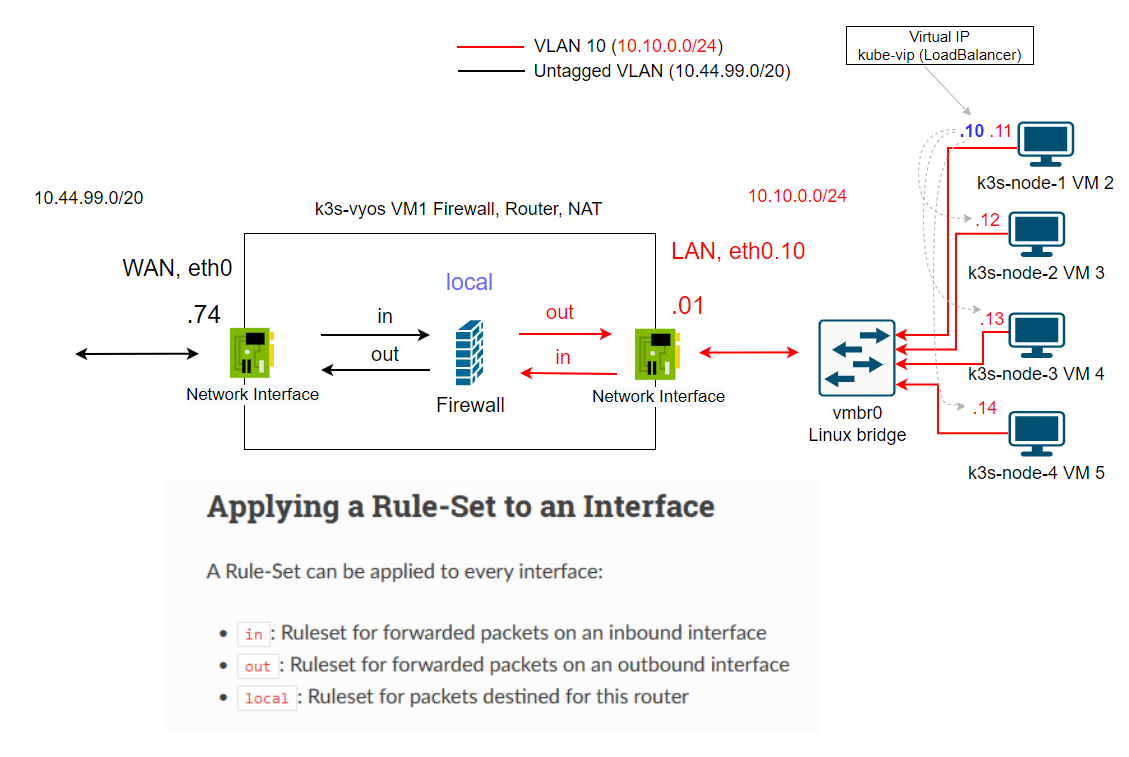 VLAN 10 (10.10.0.0/24)
Untagged VLAN (10.44.99.0/20)
Virtual IP
kube-vip (LoadBalancer)
.10 .11
k3s-node-1 VM 2
10.44.99.0/20
k3s-vyos VM1 Firewall, Router, NAT
10.10.0.0/24
.12
k3s-node-2 VM 3
WAN, eth0
local
LAN, eth0.10
.74
in
out
.01
out
in
.13
k3s-node-3 VM 4
Network Interface
Firewall
Network Interface
vmbr0
Linux bridge
.14
k3s-node-4 VM 5
Applying a Rule-Set to an Interface
A Rule-Set can be applied to every interface:
• in: Ruleset for forwarded packets on an inbound interface
• out: Ruleset for forwarded packets on an outbound interface
• local: Ruleset for packets destined for this router